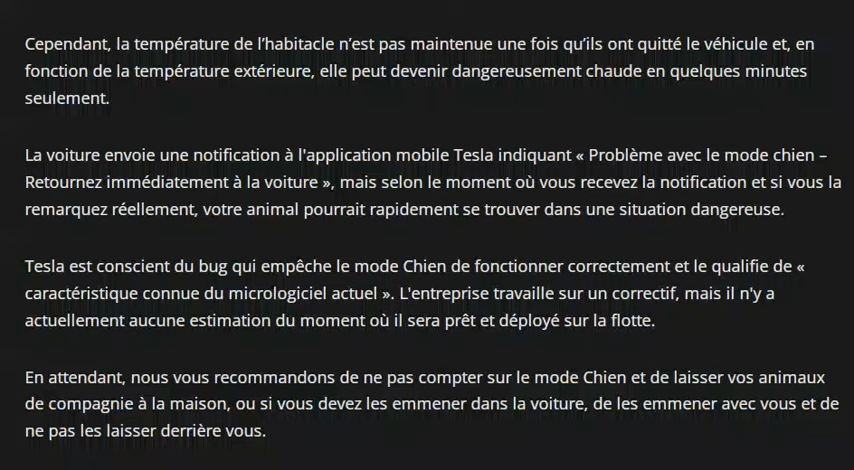 Cependant, la température de l’habitacle n’est pas maintenue une fois qu’ils ont quitté le véhicule et, en
fonction de la température extérieure, elle peut devenir dangereusement chaude en quelques minutes
seulement.
La voiture envoie une notification à l'application mobile Tesla indiquant « Problème avec le mode chien –
Retournez immédiatement à la voiture », mais selon le moment où vous recevez la notification et si vous la
remarquez réellement, votre animal pourrait rapidement se trouver dans une situation dangereuse.
Tesla est conscient du bug qui empêche le mode Chien de fonctionner correctement et le qualifie de «
caractéristique connue du micrologiciel actuel ». L'entreprise travaille sur un correctif, mais il n'y a
actuellement aucune estimation du moment où il sera prêt et déployé sur la flotte.
En attendant, nous vous recommandons de ne pas compter sur le mode Chien et de laisser vos animaux
de compagnie à la maison, ou si vous devez les emmener dans la voiture, de les emmener avec vous et de
ne pas les laisser derrière vous.